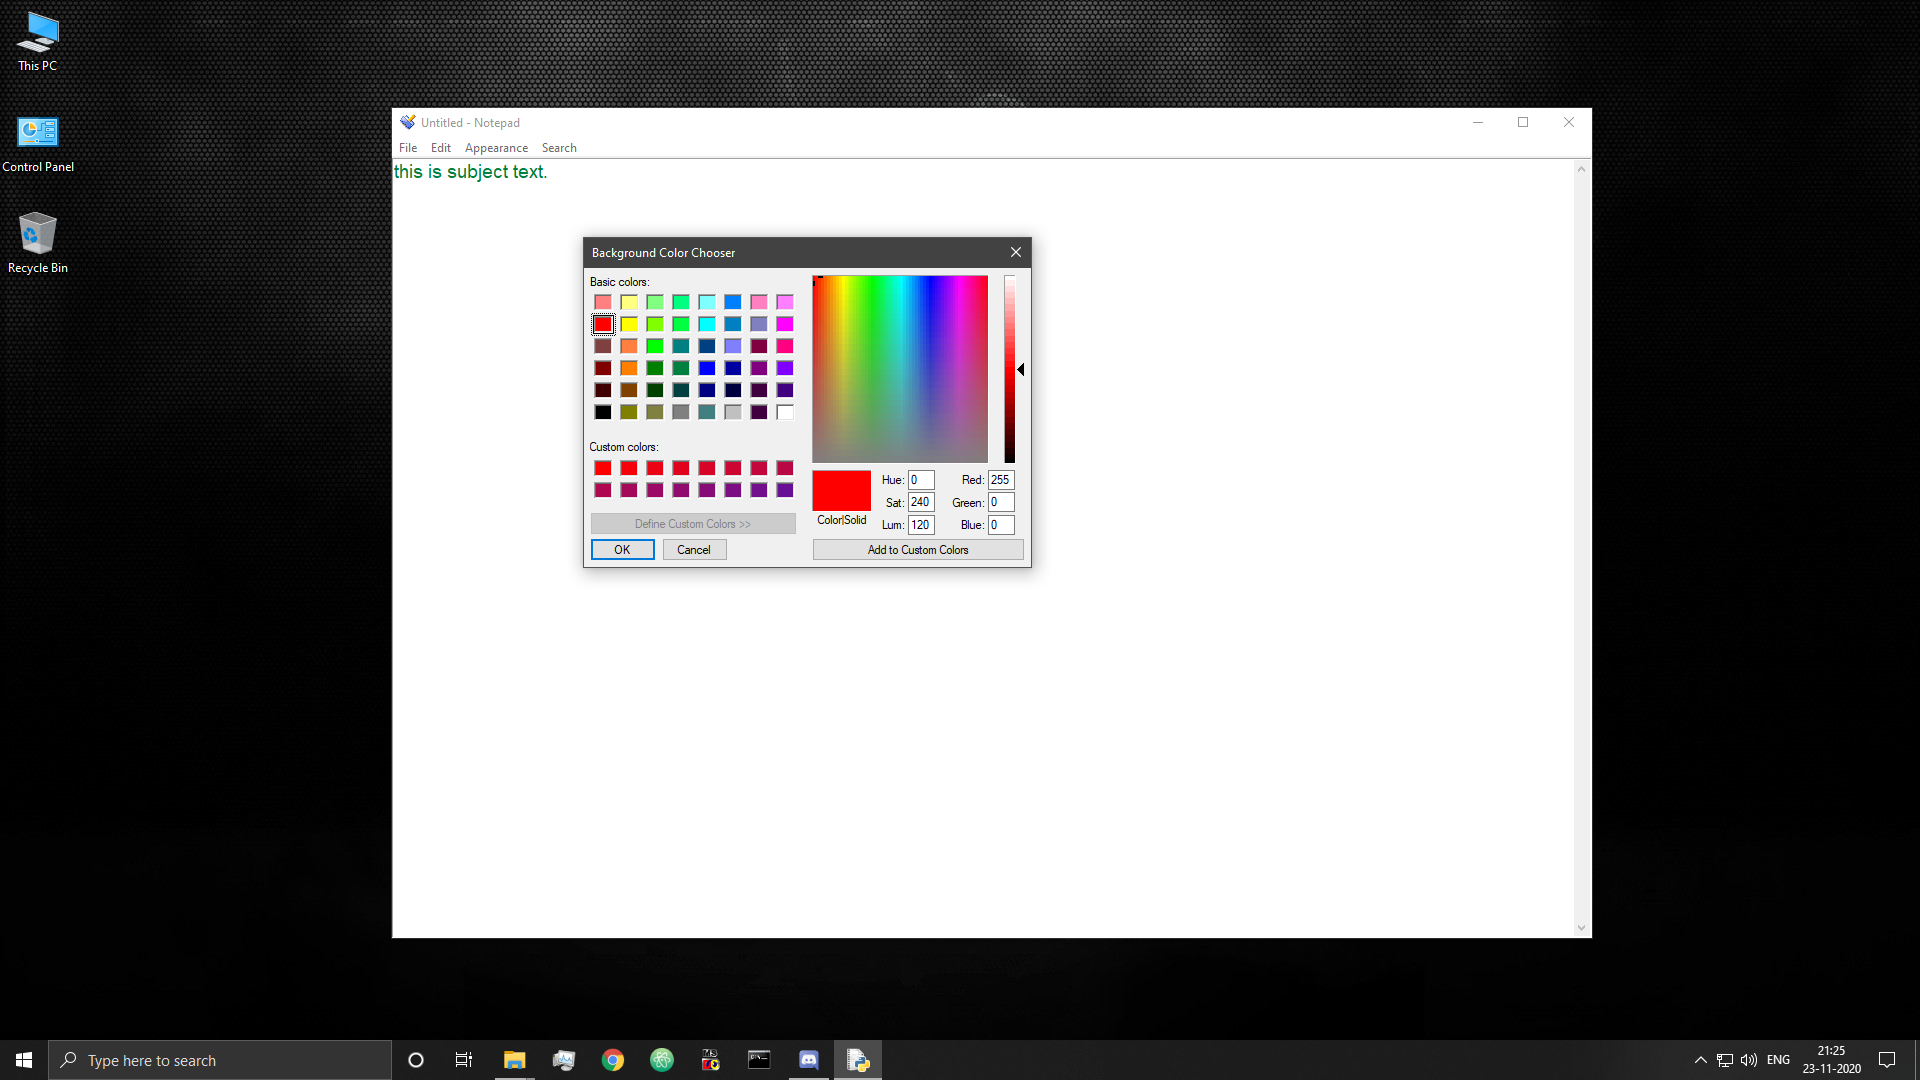 This PC
Control Panel
Recycle Bin
Untitled - Notepad
File Edit Appearance Search
this is subject text.
Background Color Chooser
Basic colors:
Custom colors:
Define Custom Colors >>
OK Cancel
Color|Solid
Hue: 0 Red: 255
Sat: 240 Green: 0
Lum: 120 Blue: 0
Add to Custom Colors
Type here to search
ENG
21:25
23-11-2020